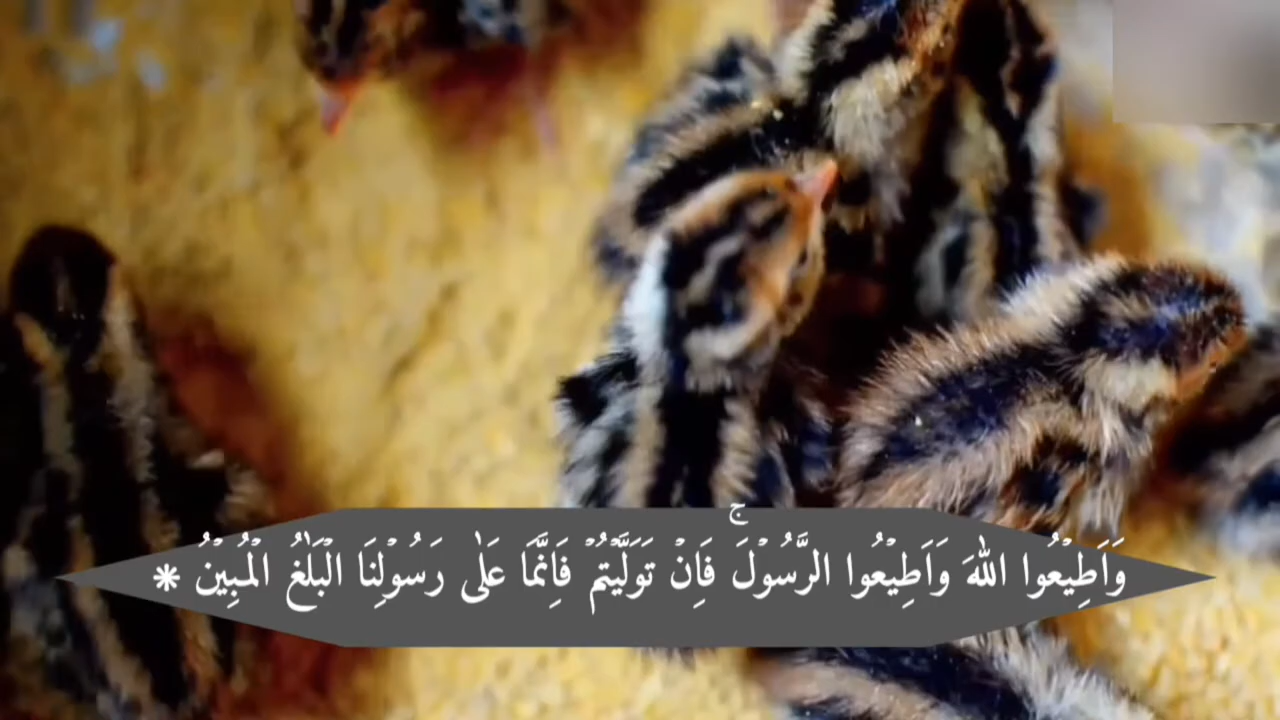 وَاَطِيْعُوا اللّٰهَ وَاَطِيْعُوا الرَّسُوْلَ ۚ فَاِنْ تَوَلَّيْتُمْ فَاِنَّمَا عَلٰى رَسُوْلِنَا الْبَلٰغُ الْمُبِيْنُ ❋